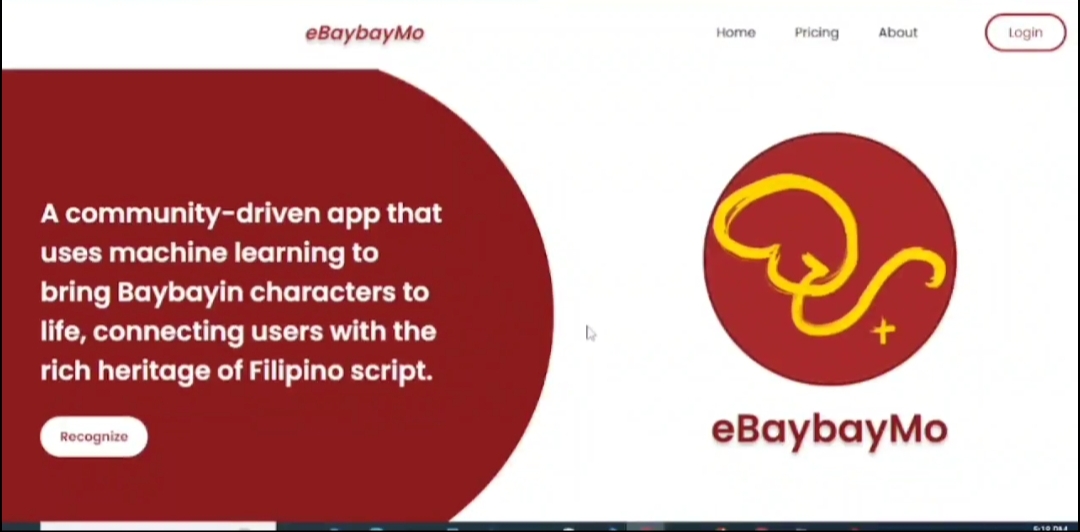 eBaybayMo
Home
Pricing
About
Login
A community-driven app that
uses machine learning to
bring Baybayin characters to
life, connecting users with the
rich heritage of Filipino script.
Recognize
eBaybayMo